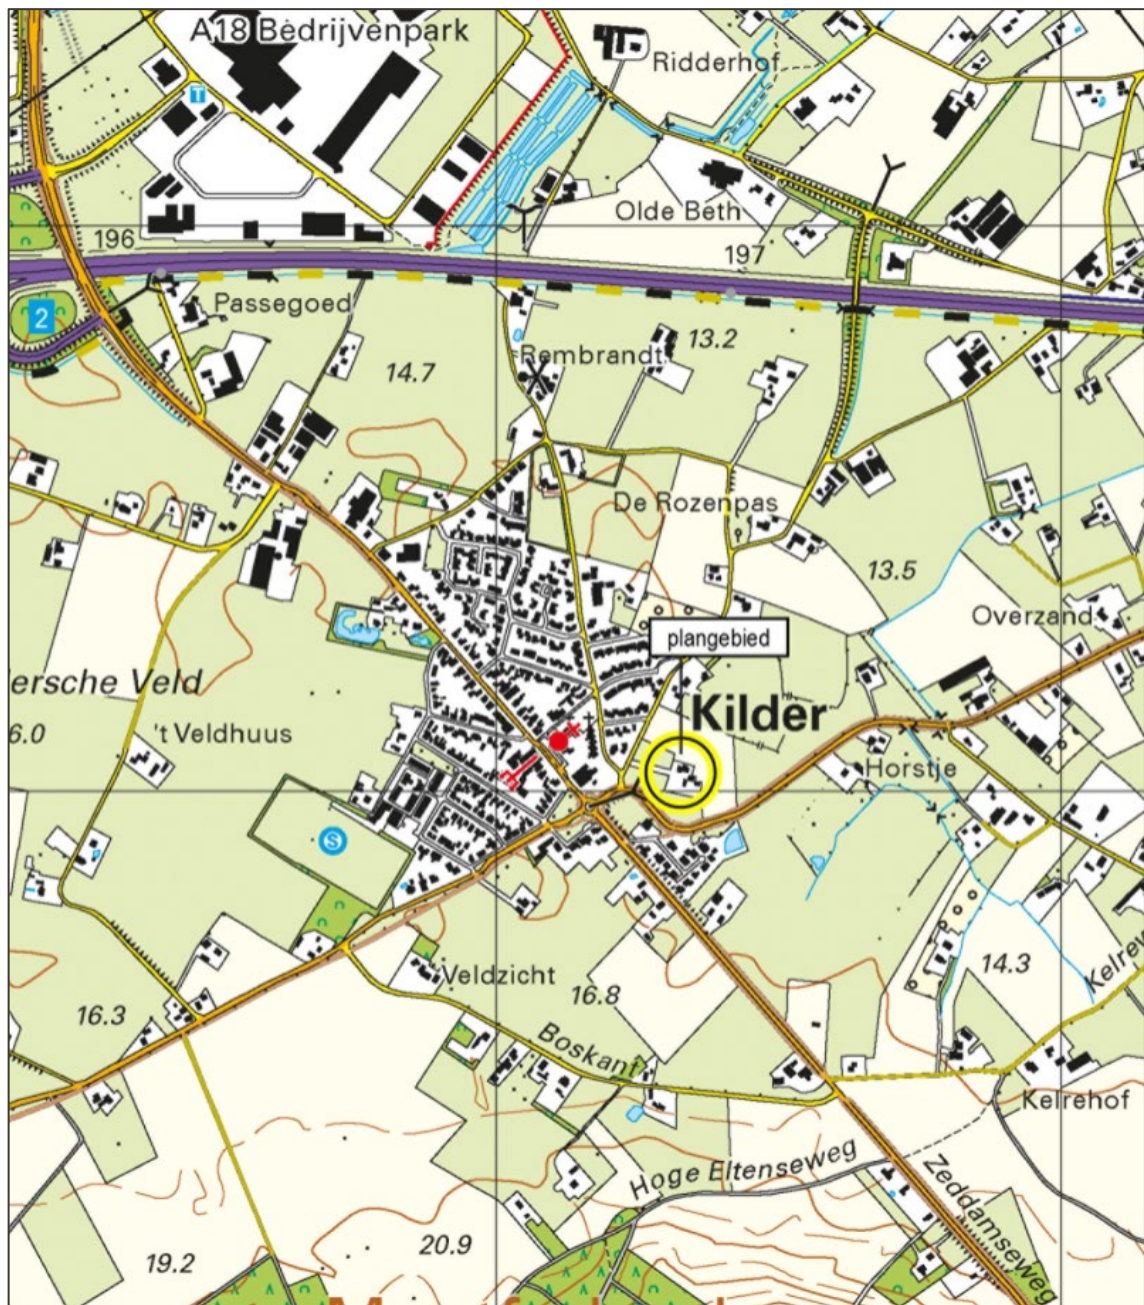 A18 Bedrijvenpark
Ridderhof
T
Olde Beth
196
197
2
Passegoed
Rembrandt
13.2
14.7
De Rozenpas
13.5
Overzand
plangebied
ersche Veld
Kilder
6.0
't Veldhuus
Horstje
S
Veldzicht
16.8
14.3
16.3
Boskant
Kelrehof
Hoge Eltenseweg
Zeddamseweg
20.9
19.2